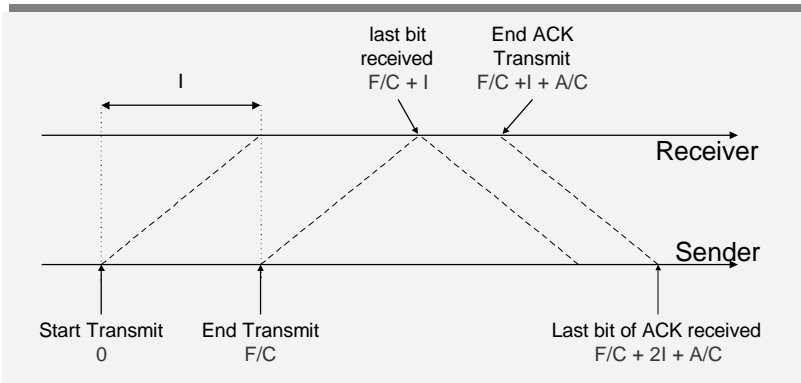 last bit
received
F/C + I
End ACK
Transmit
F/C +I + A/C
I
Receiver
Sender
Start Transmit
0
End Transmit
F/C
Last bit of ACK received
F/C + 2I + A/C